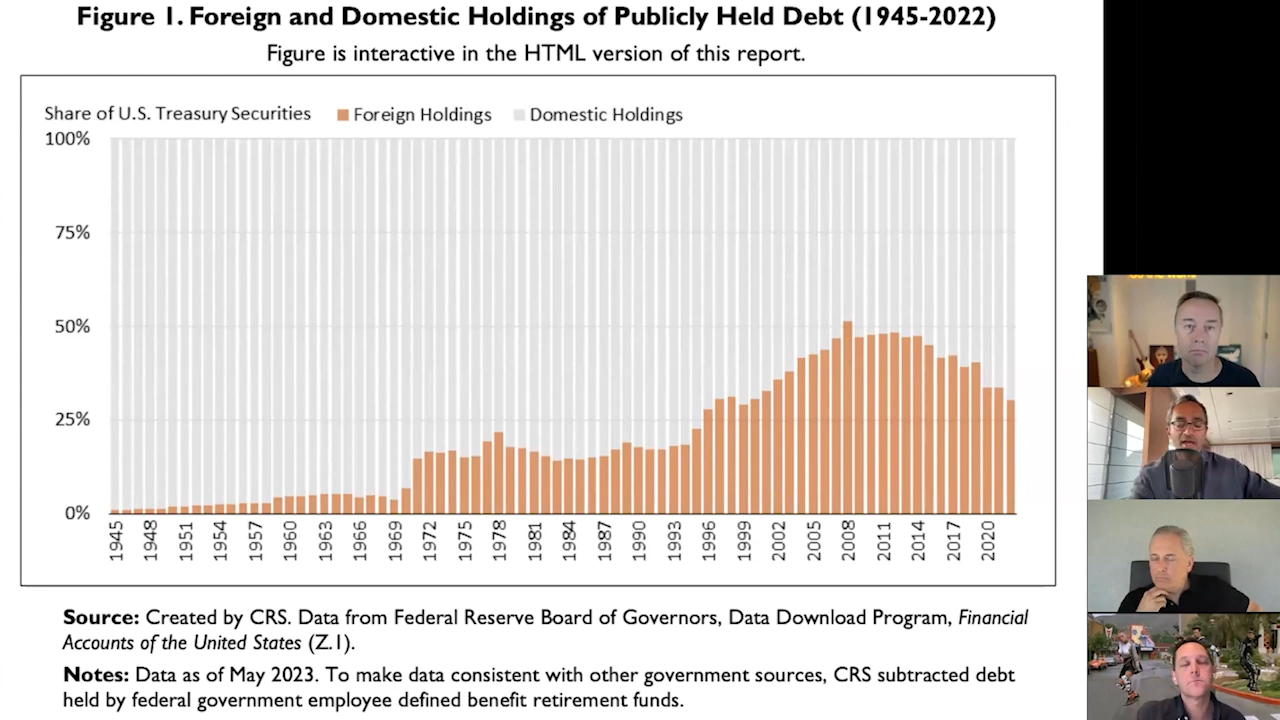 Figure 1. Foreign and Domestic Holdings of Publicly Held Debt (1945-2022)
Figure is interactive in the HTML version of this report.
Share of U.S. Treasury Securities Foreign Holdings Domestic Holdings
100%
75%
50%
25%
0%
1945 1948 1951 1954 1957 1960 1963 1966 1969 1972 1975 1978 1981 1984 1987 1990 1993 1996 1999 2002 2005 2008 2011 2014 2017 2020
Source: Created by CRS. Data from Federal Reserve Board of Governors, Data Download Program, Financial
Accounts of the United States (Z.1).
Notes: Data as of May 2023. To make data consistent with other government sources, CRS subtracted debt
held by federal government employee defined benefit retirement funds.